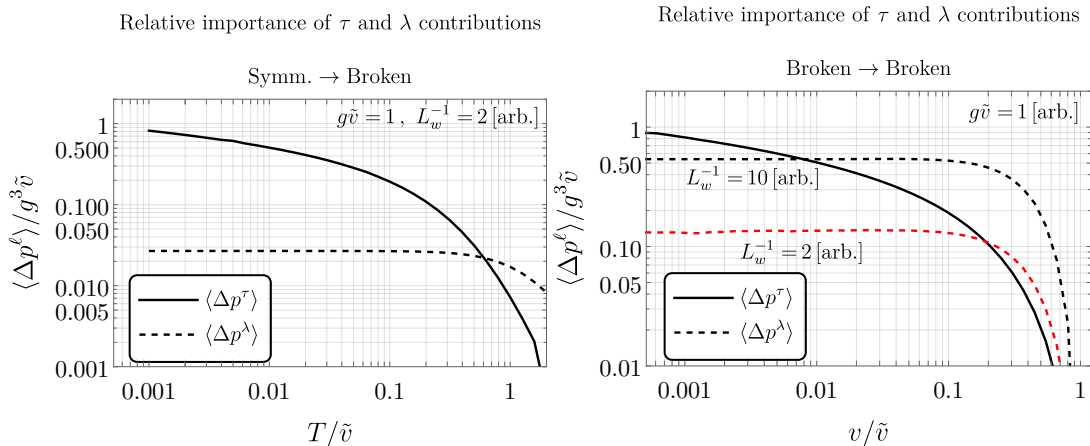 Relative importance of τ and λ contributions
Symm. → Broken
gṽ = 1 , L_w^{-1} = 2 [arb.]
⟨Δp^ℓ⟩/g³ṽ
1
0.500
0.100
0.050
0.010
0.005
0.001
⟨Δp^τ⟩
⟨Δp^λ⟩
0.001
0.01
0.1
1
T/ṽ
Relative importance of τ and λ contributions
Broken → Broken
gṽ = 1 [arb.]
⟨Δp^ℓ⟩/g³ṽ
1
0.50
0.10
0.05
0.01
L_w^{-1} = 10 [arb.]
L_w^{-1} = 2 [arb.]
⟨Δp^τ⟩
⟨Δp^λ⟩
0.001
0.01
0.1
1
v/ṽ